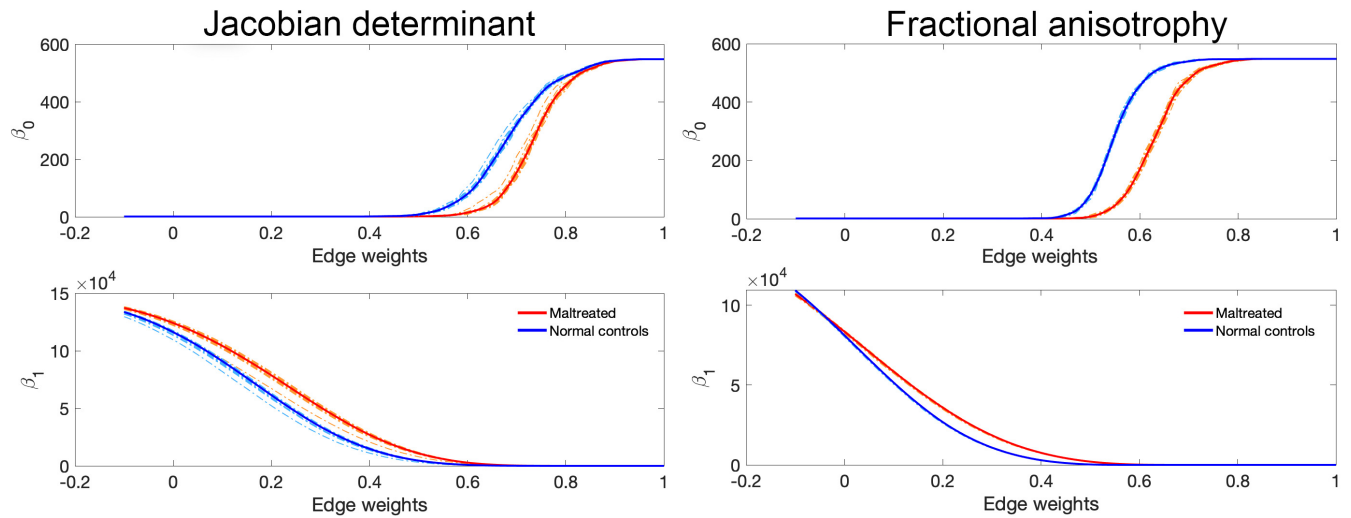 Jacobian determinant
600
400
200
0
β0
-0.2 0 0.2 0.4 0.6 0.8 1
Edge weights
Fractional anisotropy
600
400
200
0
β0
-0.2 0 0.2 0.4 0.6 0.8 1
Edge weights
×10^4
15
10
5
0
β1
Maltreated
Normal controls
-0.2 0 0.2 0.4 0.6 0.8 1
Edge weights
×10^4
10
5
0
β1
Maltreated
Normal controls
-0.2 0 0.2 0.4 0.6 0.8 1
Edge weights